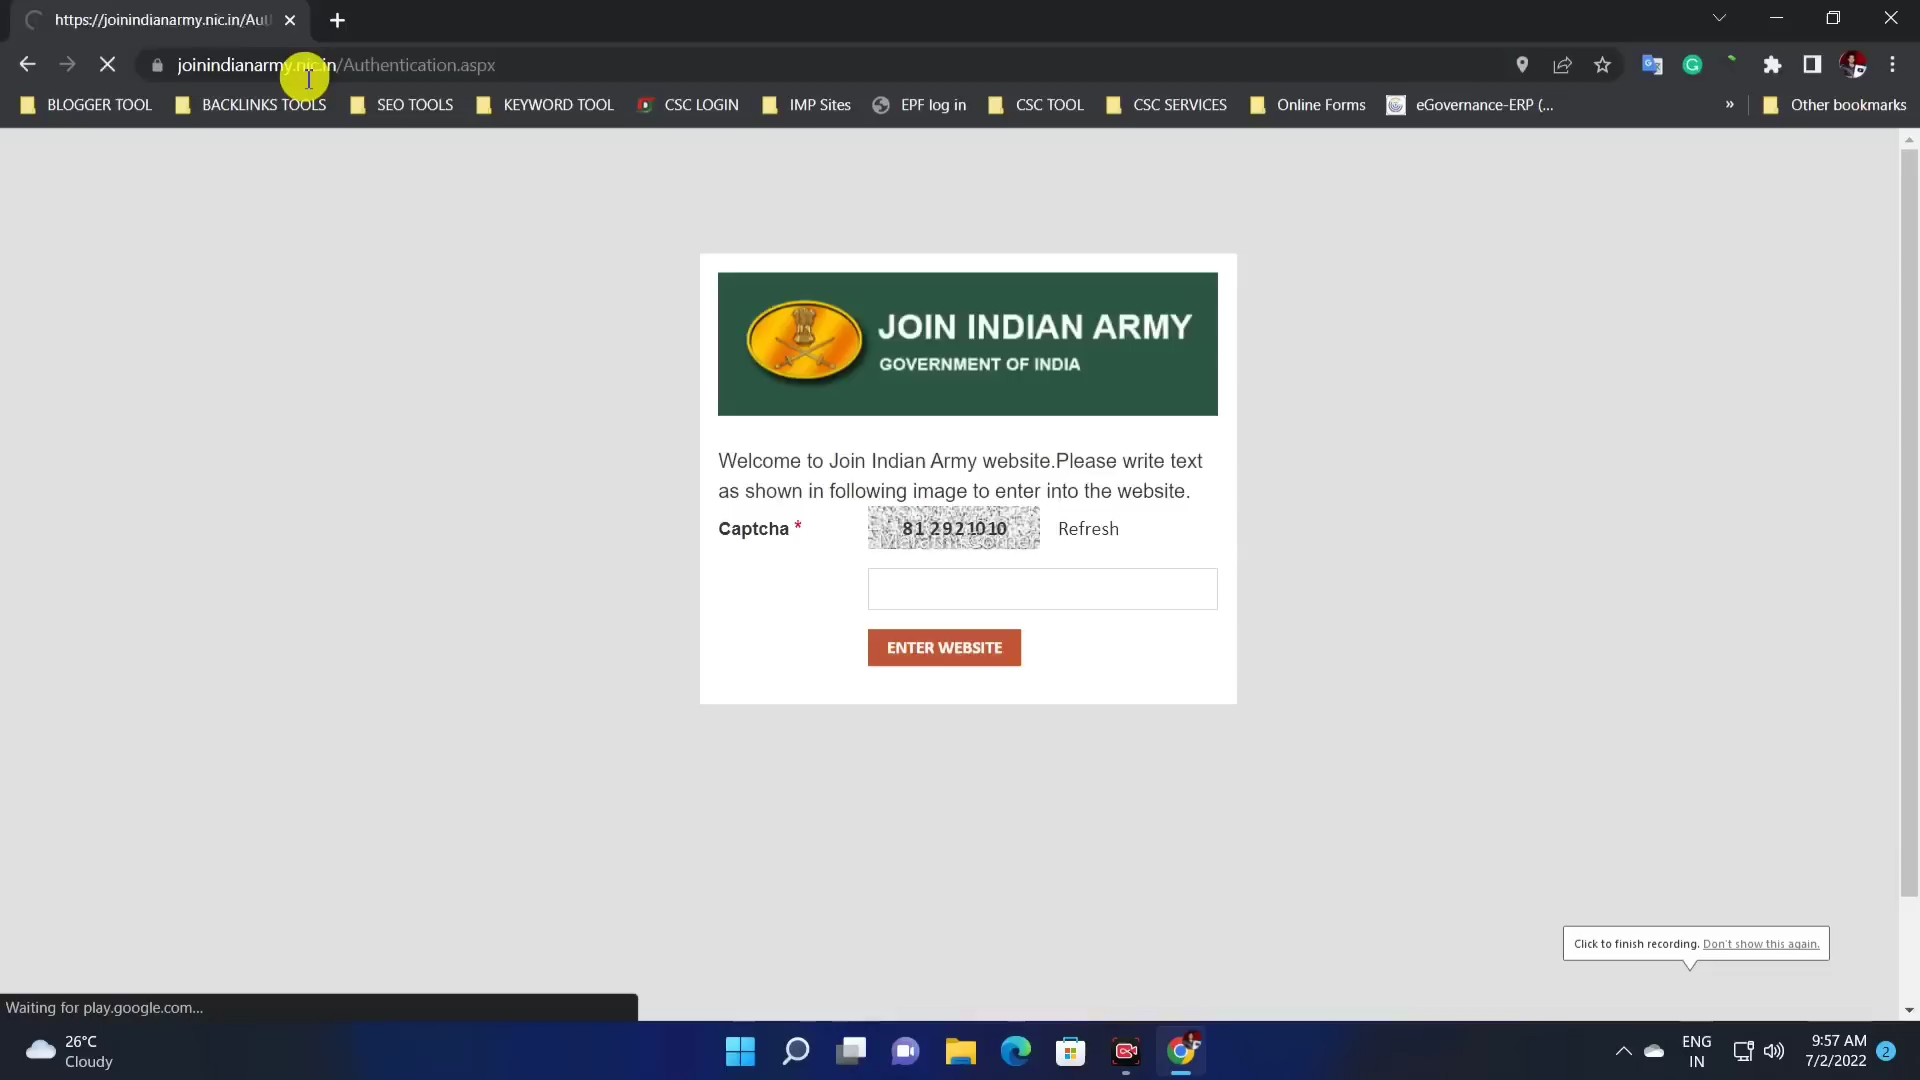 https://joinindianarmy.nic.in/Aut
joinindianarmy.nic.in/Authentication.aspx
BLOGGER TOOL BACKLINKS TOOLS SEO TOOLS KEYWORD TOOL CSC LOGIN IMP Sites EPF log in CSC TOOL CSC SERVICES Online Forms eGovernance-ERP (... » Other bookmarks
JOIN INDIAN ARMY
GOVERNMENT OF INDIA
Welcome to Join Indian Army website.Please write text
as shown in following image to enter into the website.
Captcha * 81 2921010 Refresh
ENTER WEBSITE
Click to finish recording. Don't show this again.
Waiting for play.google.com...
26°C
Cloudy
ENG
IN
9:57 AM
7/2/2022
2